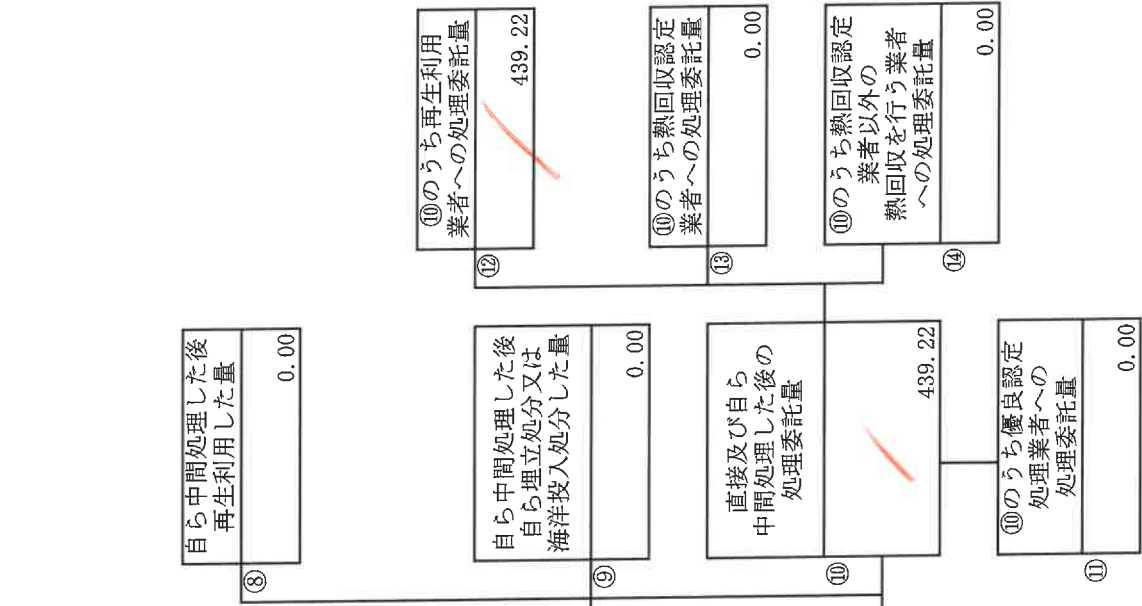 ⑧
自ら中間処理した後
再生利用した量
0.00
⑨
自ら中間処理した後
自ら埋立処分又は
海洋投入処分した量
0.00
⑩
直接及び自ら
中間処理した後の
処理委託量
439.22
⑪
⑩のうち優良認定
処理業者への
処理委託量
0.00
⑫
⑩のうち再生利用
業者への処理委託量
439.22
⑬
⑩のうち熱回収認定
業者への処理委託量
0.00
⑭
⑩のうち熱回収認定
業者以外の
熱回収を行う業者
への処理委託量
0.00